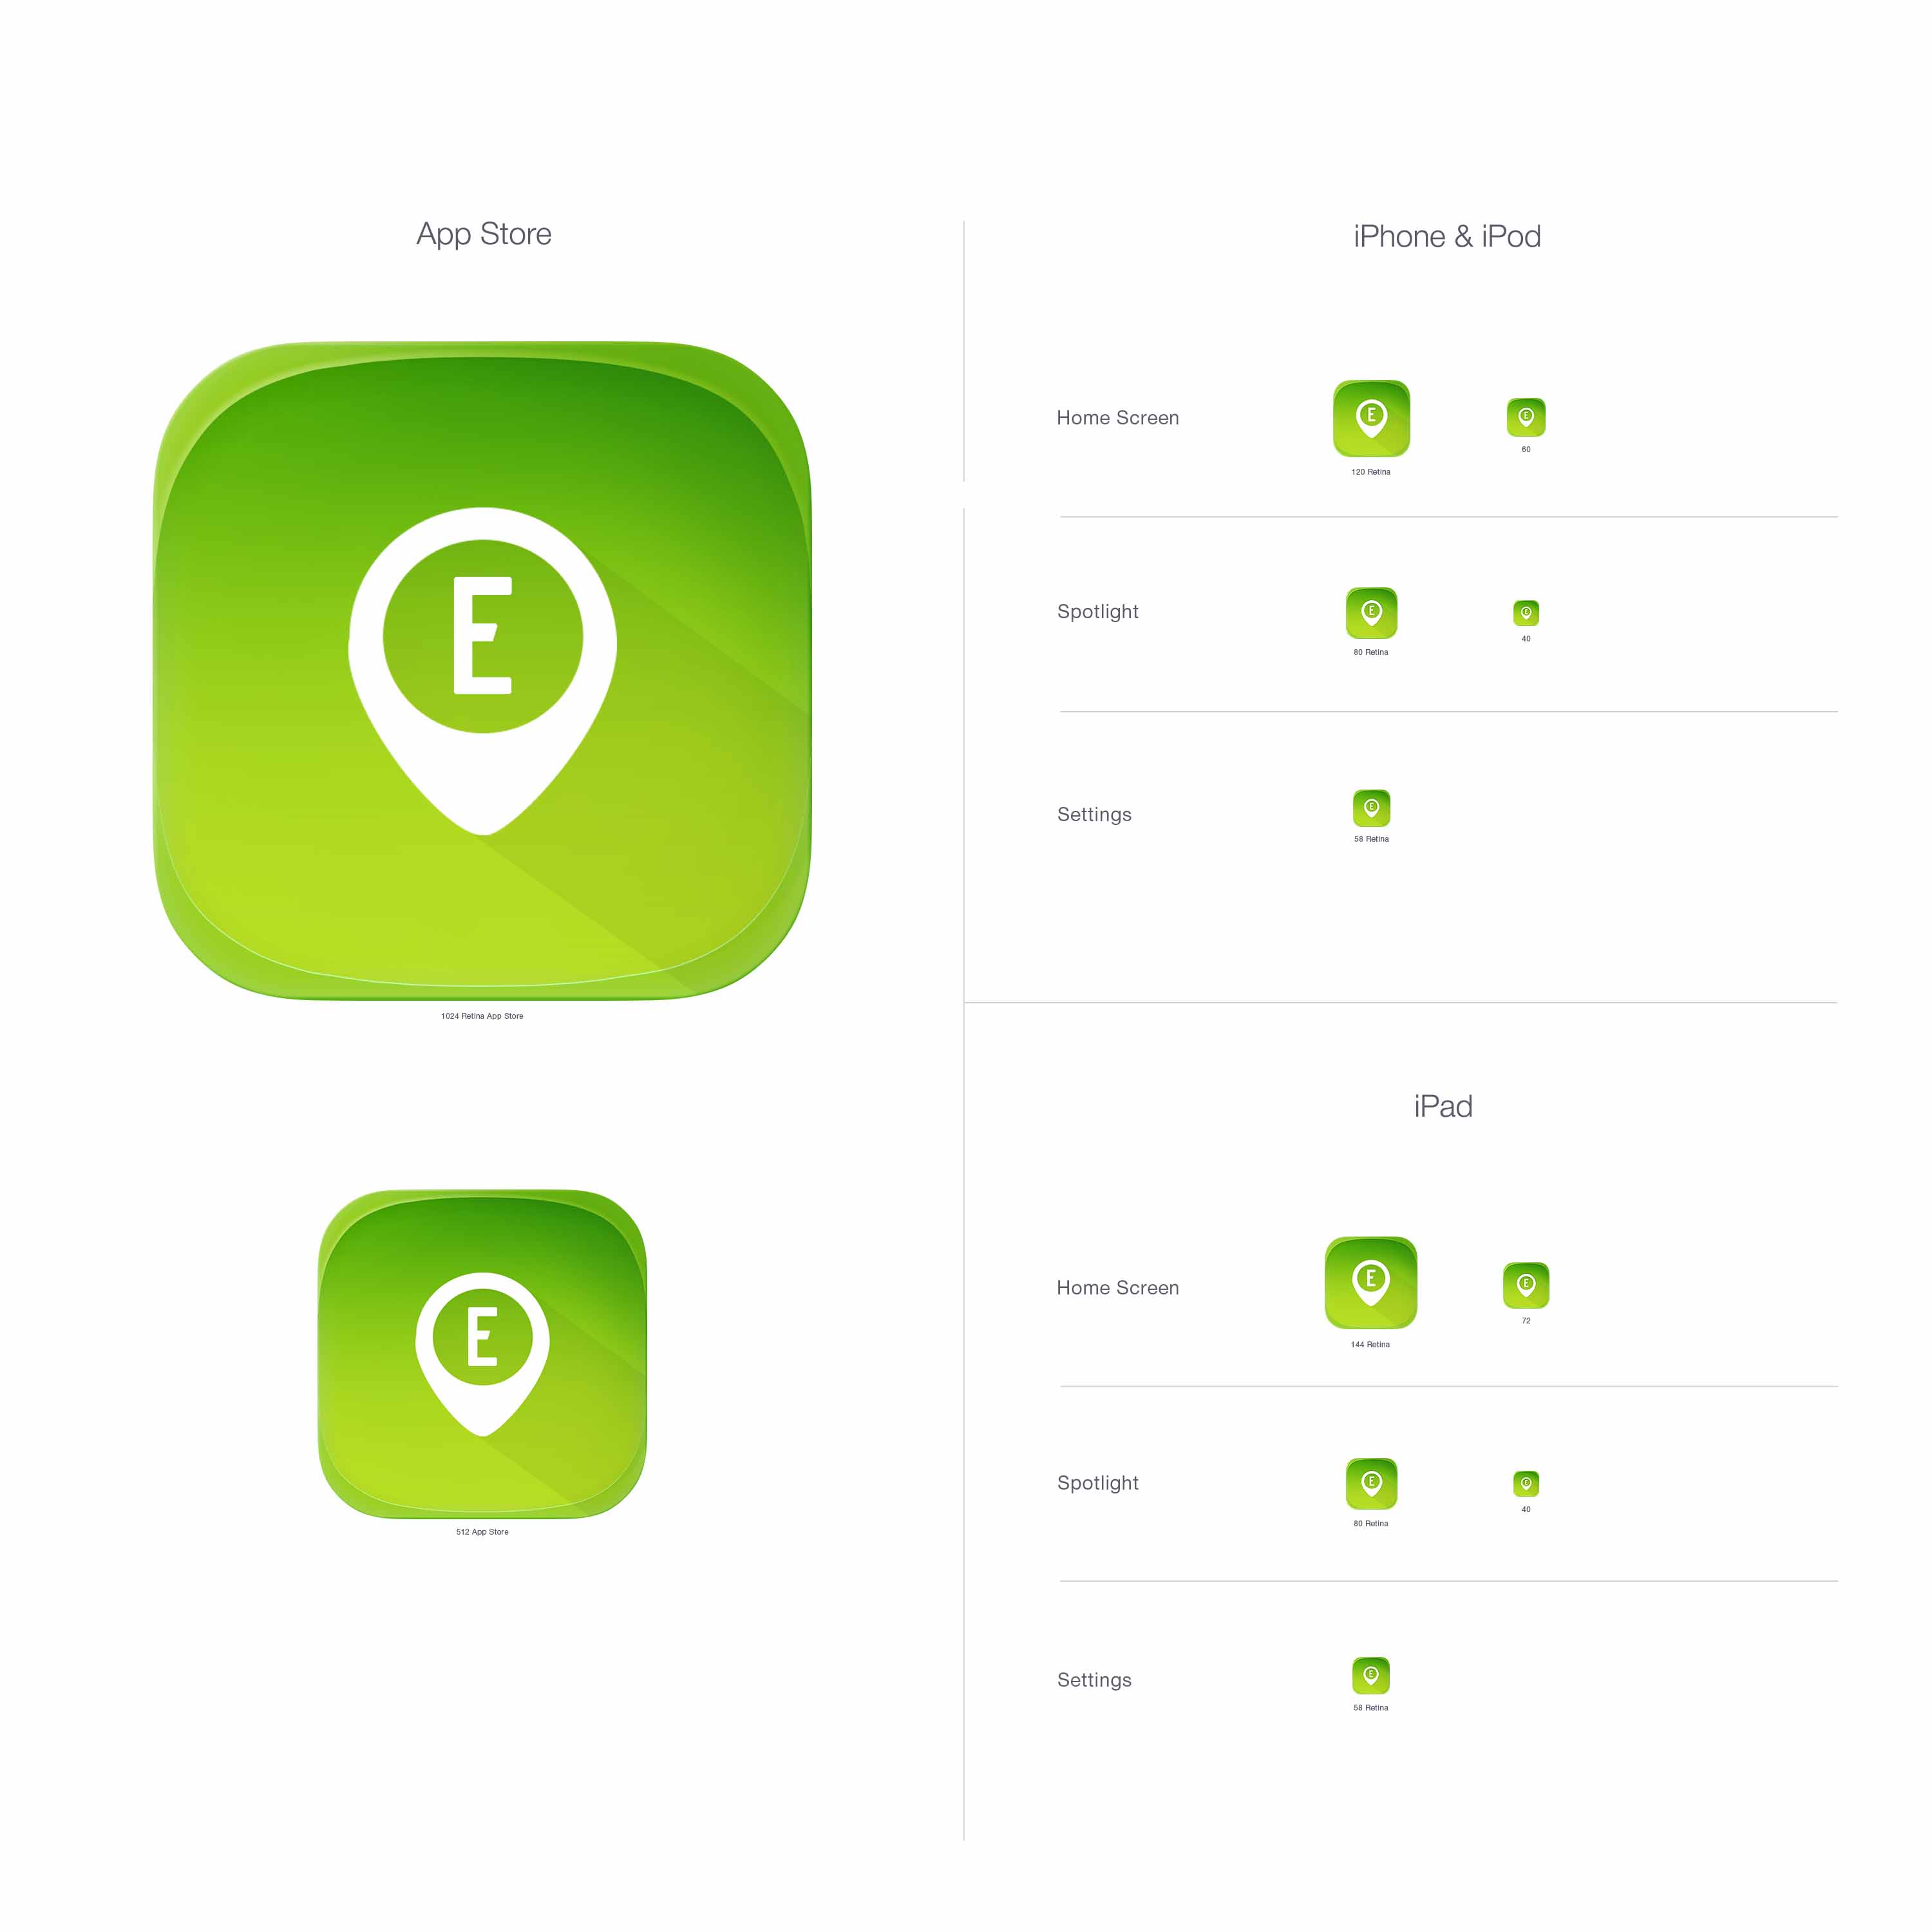 App Store
E
1024 Retina App Store
E
512 App Store
iPhone & iPod
Home Screen
E
120 Retina
E
60
Spotlight
E
80 Retina
E
40
Settings
E
58 Retina
iPad
Home Screen
E
144 Retina
E
72
Spotlight
E
80 Retina
E
40
Settings
E
58 Retina